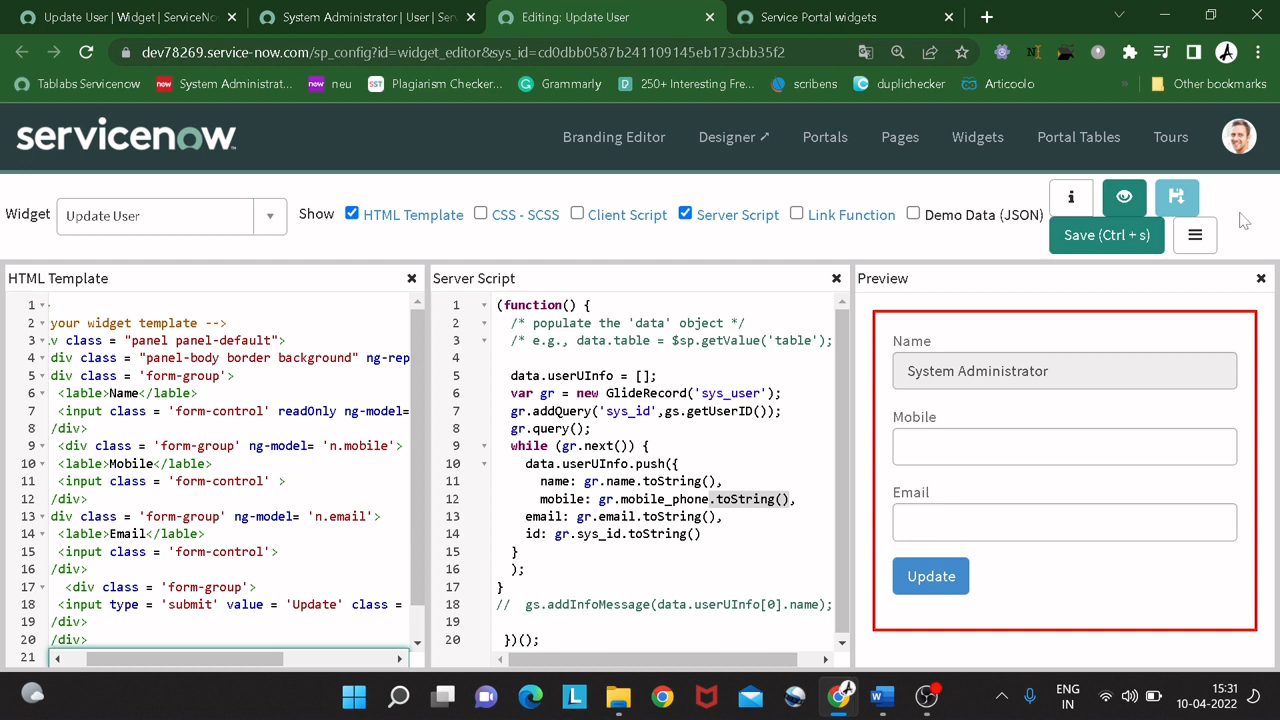 Update User | Widget | ServiceNo
System Administrator | User | Serv
Editing: Update User
Service Portal widgets
dev78269.service-now.com/sp_config?id=widget_editor&sys_id=cd0dbb0587b241109145eb173cbb35f2
Tablabs Servicenow
now
System Administrat...
now
neu
SST
Plagiarism Checker...
Grammarly
250+ Interesting Fre...
scribens
duplichecker
Articoolo
»
Other bookmarks
servicenow
Branding Editor
Designer
Portals
Pages
Widgets
Portal Tables
Tours
Widget
Update User
Show
HTML Template
CSS - SCSS
Client Script
Server Script
Link Function
Demo Data (JSON)
Save (Ctrl + s)
HTML Template
1
2 your widget template -->
3 v class = "panel panel-default">
4 div class = "panel-body border background" ng-rep
5 div class = 'form-group'>
6 <lable>Name</lable>
7 <input class = 'form-control' readOnly ng-model=
8 /div>
9 <div class = 'form-group' ng-model= 'n.mobile'>
10 <lable>Mobile</lable>
11 <input class = 'form-control' >
12 /div>
13 div class = 'form-group' ng-model= 'n.email'>
14 <lable>Email</lable>
15 <input class = 'form-control'>
16 /div>
17 <div class = 'form-group'>
18 <input type = 'submit' value = 'Update' class =
19 /div>
20 /div>
21
Server Script
1 (function() {
2 /* populate the 'data' object */
3 /* e.g., data.table = $sp.getValue('table');
4
5 data.userUInfo = [];
6 var gr = new GlideRecord('sys_user');
7 gr.addQuery('sys_id',gs.getUserID());
8 gr.query();
9 while (gr.next()) {
10 data.userUInfo.push({
11 name: gr.name.toString(),
12 mobile: gr.mobile_phone.toString(),
13 email: gr.email.toString(),
14 id: gr.sys_id.toString()
15 }
16 );
17 }
18 // gs.addInfoMessage(data.userUInfo[0].name);
19
20 })();
Preview
Name
System Administrator
Mobile
Email
Update
ENG
IN
15:31
10-04-2022